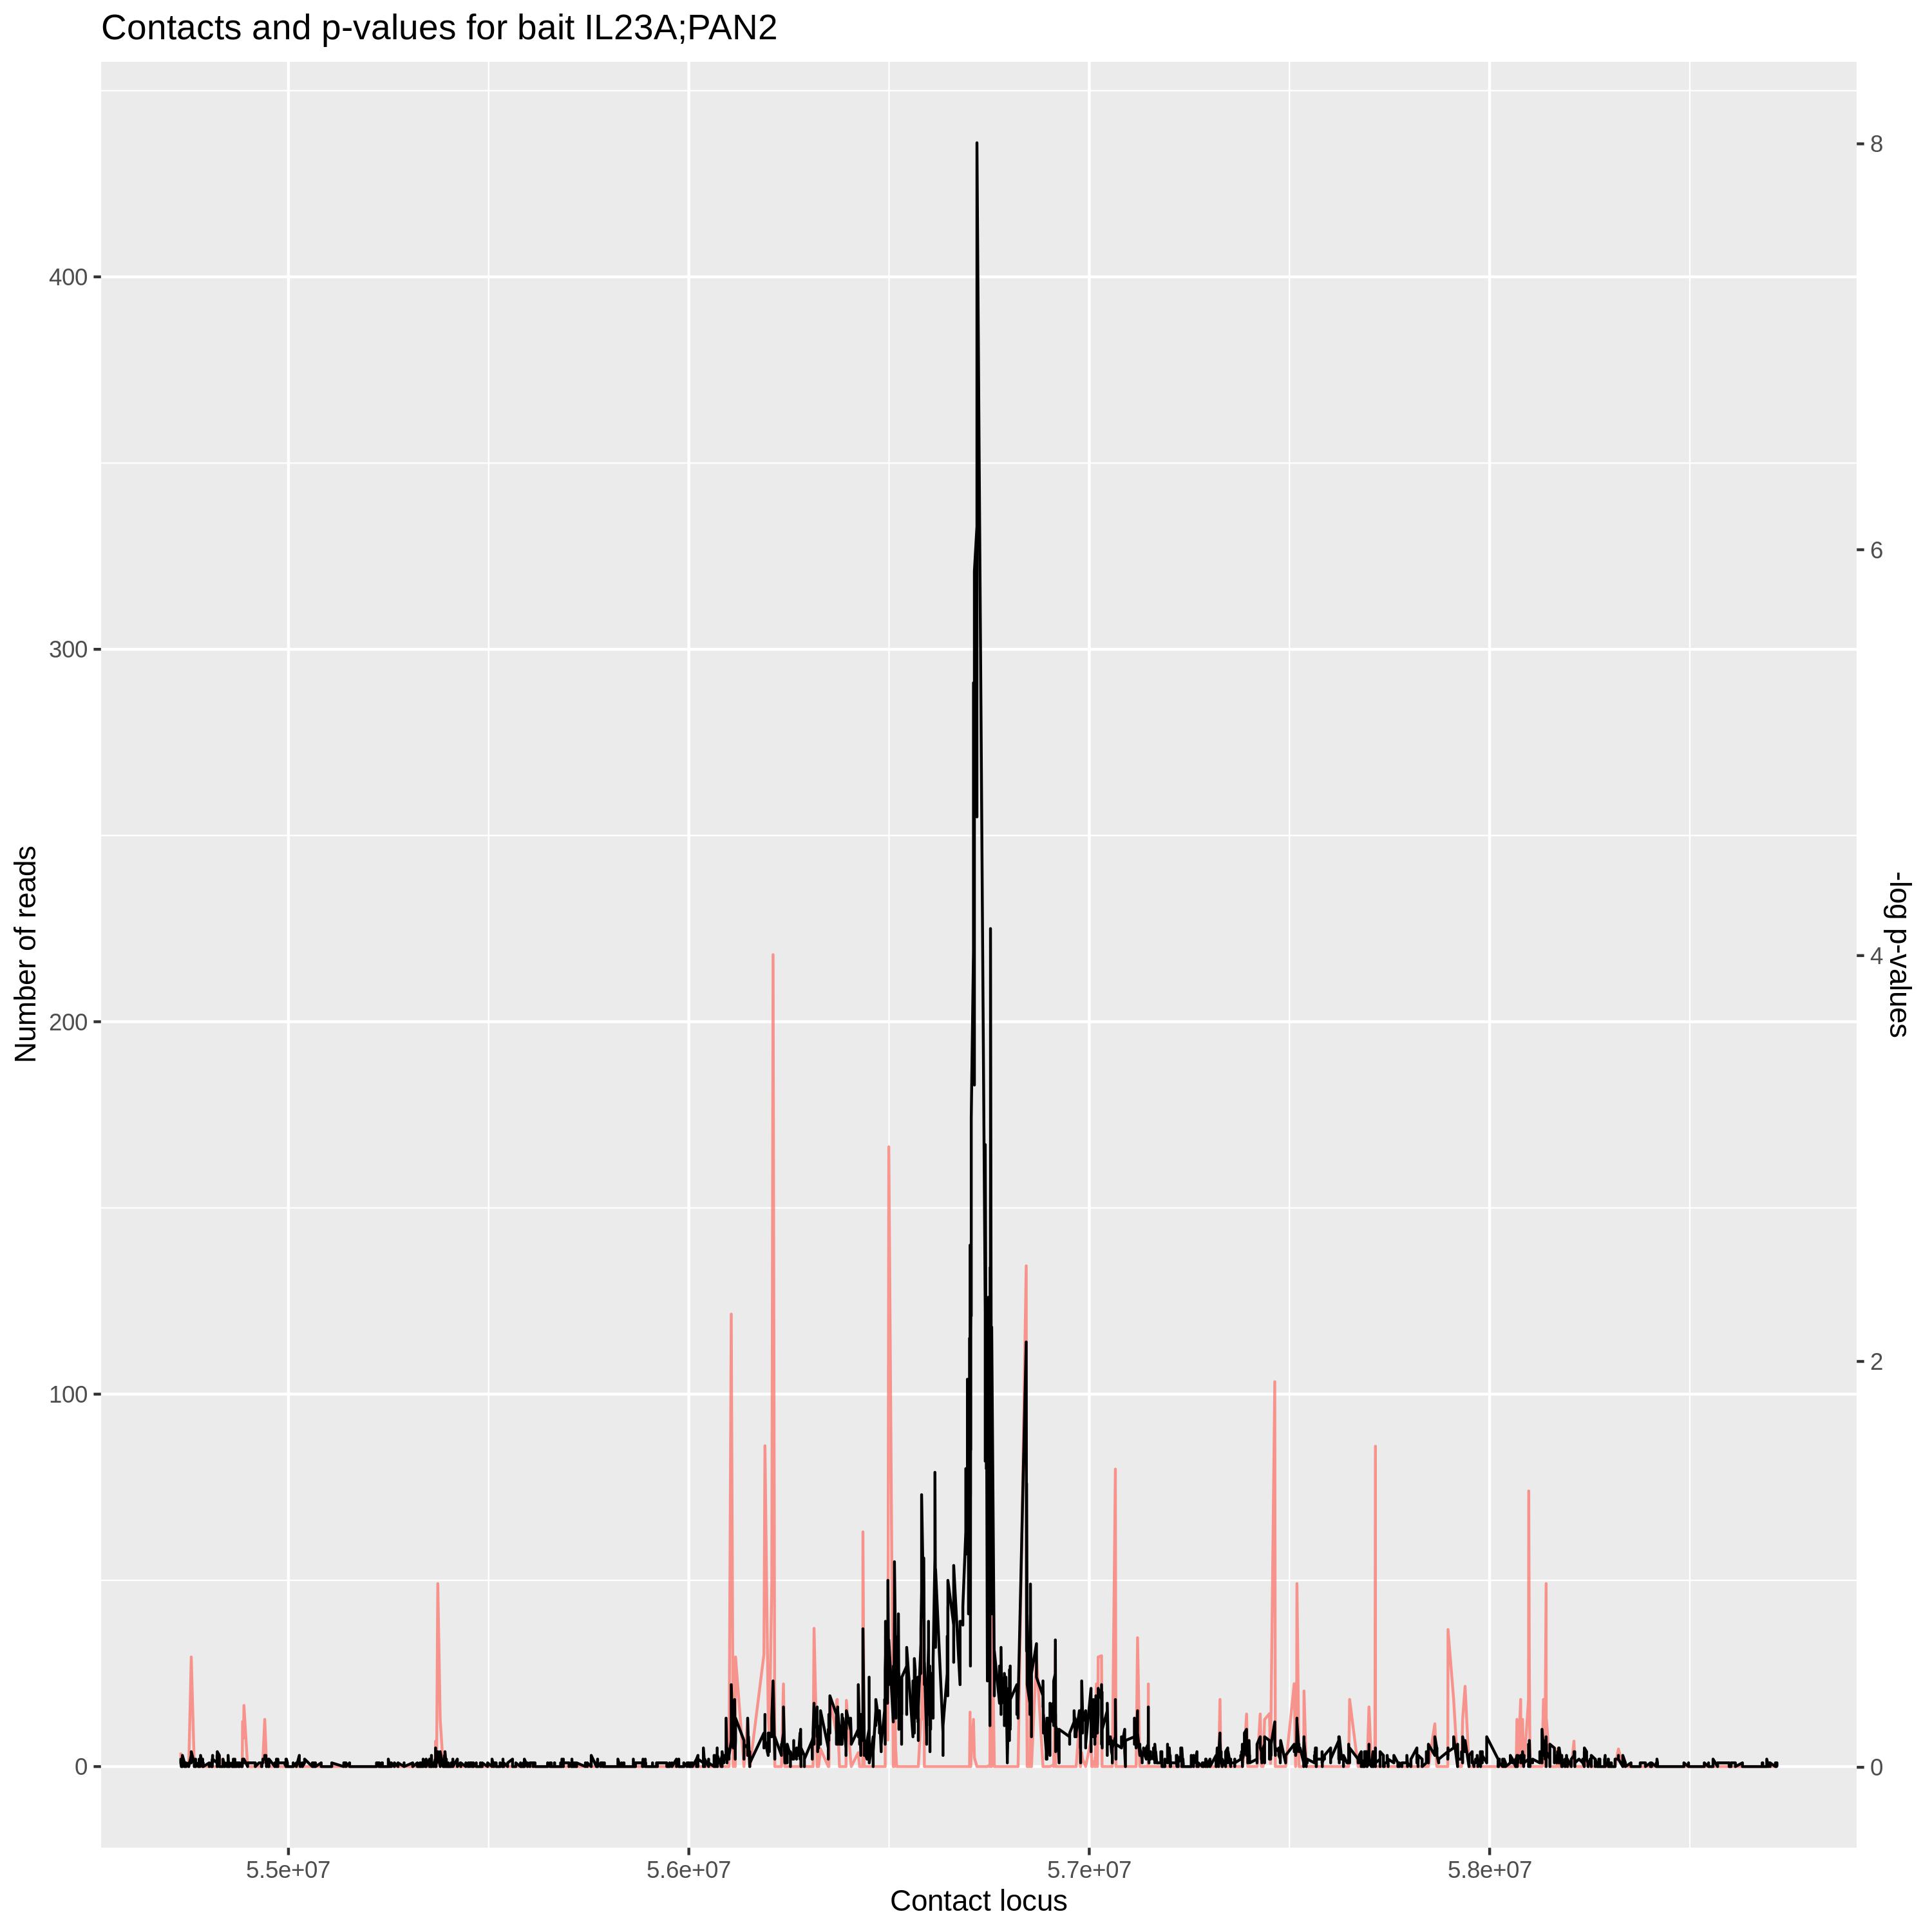 Contacts and p-values for bait IL23A;PAN2
Number of reads
400
300
200
100
0
8
6
4
2
0
-log p-values
5.5e+07
5.6e+07
5.7e+07
5.8e+07
Contact locus